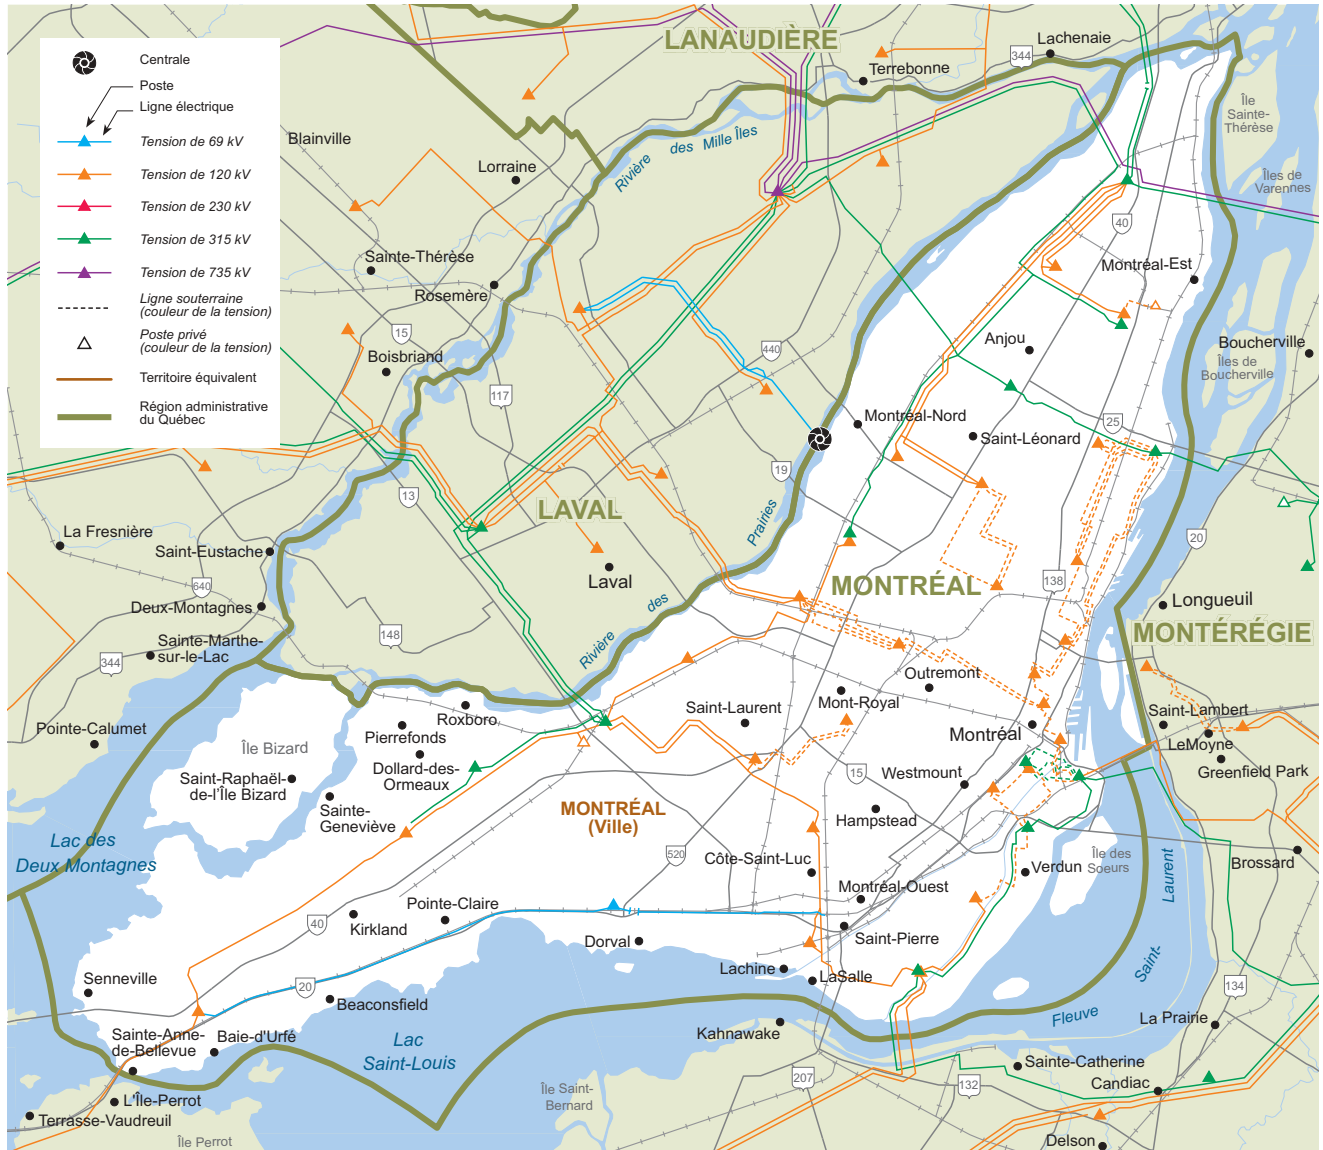 Centrale
Poste
Ligne électrique
Tension de 69 kV
Tension de 120 kV
Tension de 230 kV
Tension de 315 kV
Tension de 735 kV
Ligne souterraine
(couleur de la tension)
Poste privé
(couleur de la tension)
Territoire équivalent
Région administrative
du Québec
LANAUDIÈRE
Lachenaie
344
Terrebonne
Île
Sainte-
Thérèse
Blainville
Rivière
des Mille Îles
Lorraine
Îles de
Varennes
40
Sainte-Thérèse
Montréal-Est
Rosemère
15
Boisbriand
440
Anjou
Boucherville
Îles de
Boucherville
117
Montréal-Nord
25
Saint-Léonard
19
13
LAVAL
Prairies
La Fresnière
20
Saint-Eustache
Laval
640
138
MONTRÉAL
Deux-Montagnes
des
Longueuil
148
Rivière
MONTÉRÉGIE
Sainte-Marthe-
sur-le-Lac
344
Outremont
Mont-Royal
Roxboro
Saint-Laurent
Saint-Lambert
Pointe-Calumet
Pierrefonds
Île Bizard
Montréal
LeMoyne
Dollard-des-
Ormeaux
Greenfield Park
Saint-Raphaël-
de-l'Île Bizard
15
Westmount
Sainte-
Geneviève
MONTRÉAL
(Ville)
Hampstead
Lac des
Deux Montagnes
520
Côte-Saint-Luc
Île des
Soeurs
Brossard
Verdun
Laurent
Montréal-Ouest
Pointe-Claire
40
Kirkland
Saint-Pierre
Dorval
Saint-
Lachine
LaSalle
Senneville
20
134
Beaconsfield
Fleuve
La Prairie
Kahnawake
Sainte-Anne-
de-Bellevue
Baie-d'Urfé
Lac
Saint-Louis
Sainte-Catherine
207
132
Candiac
L'Île-Perrot
Île Saint-
Bernard
Terrasse-Vaudreuil
Île Perrot
Delson